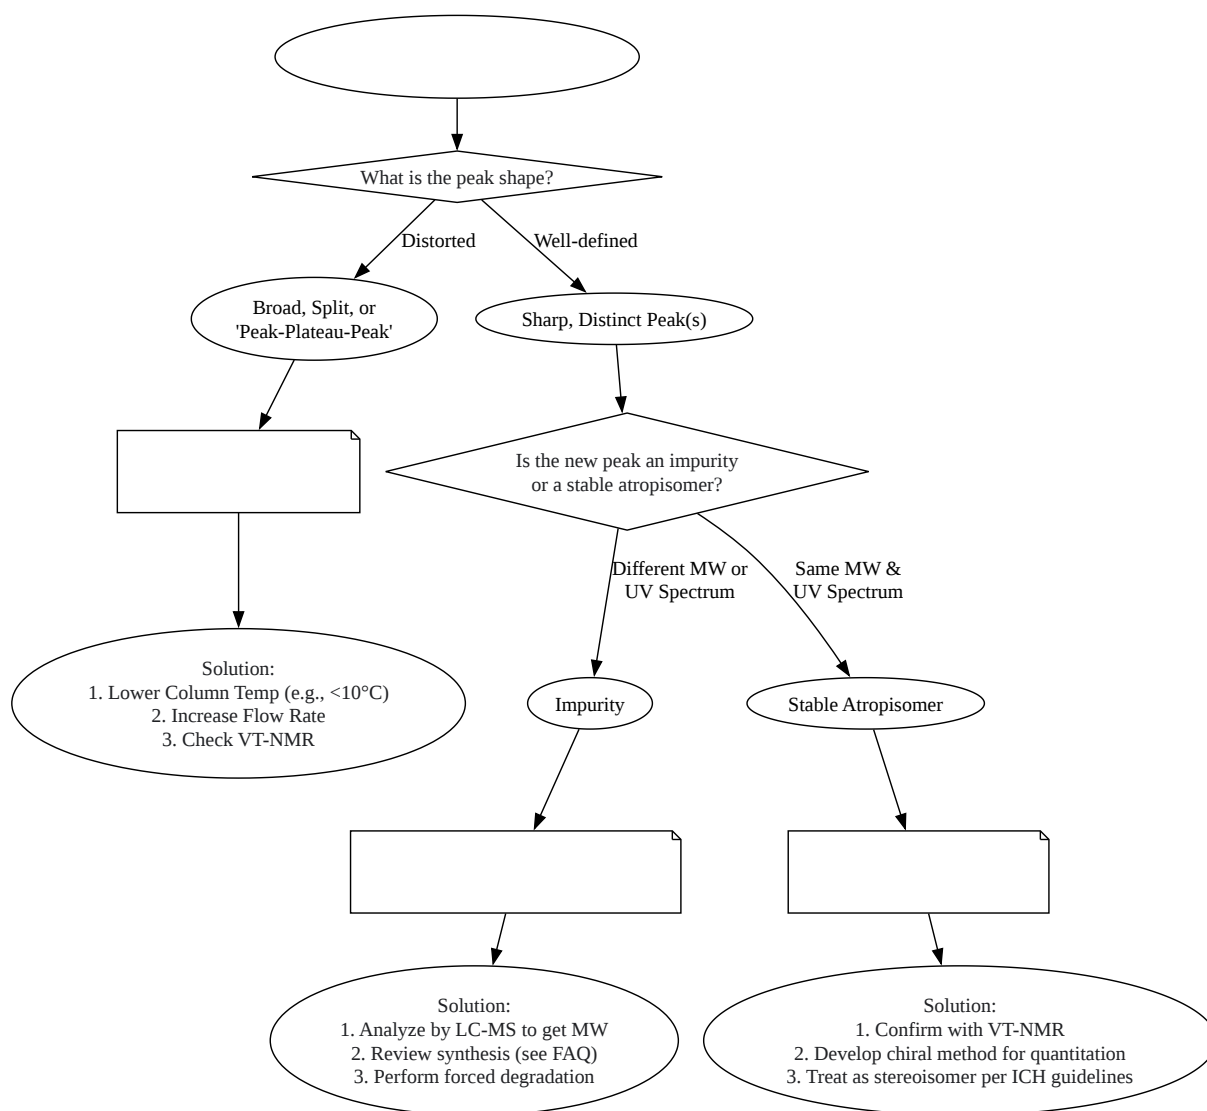 What is the peak shape?
Distorted
Well-defined
Broad, Split, or
'Peak-Plateau-Peak'
Sharp, Distinct Peak(s)
Is the new peak an impurity
or a stable atropisomer?
Different MW or
UV Spectrum
Same MW &
UV Spectrum
Solution:
1. Lower Column Temp (e.g., <10°C)
2. Increase Flow Rate
3. Check VT-NMR
Impurity
Stable Atropisomer
Solution:
1. Analyze by LC-MS to get MW
2. Review synthesis (see FAQ)
3. Perform forced degradation
Solution:
1. Confirm with VT-NMR
2. Develop chiral method for quantitation
3. Treat as stereoisomer per ICH guidelines